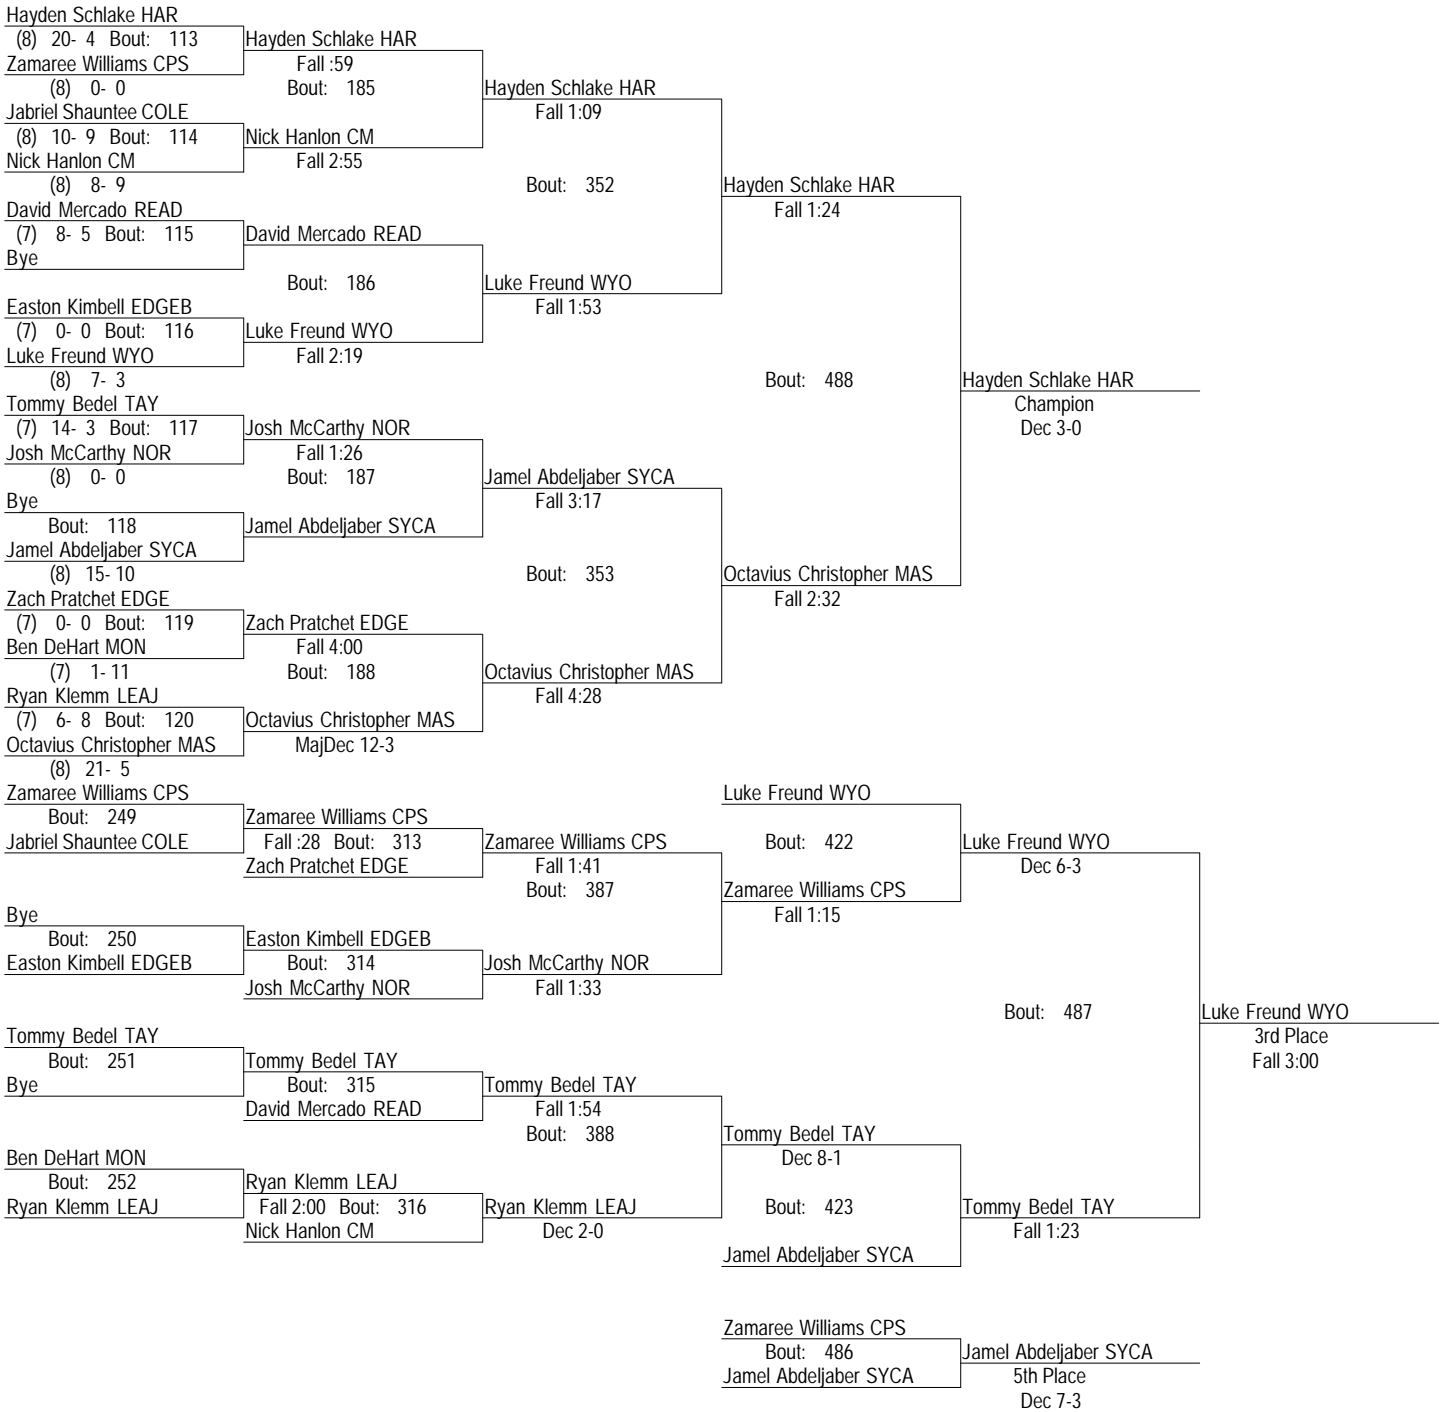 Hayden Schlake HAR
(8) 20- 4 Bout: 113
Zamaree Williams CPS
(8) 0- 0
Jabriel Shauntee COLE
(8) 10- 9 Bout: 114
Nick Hanlon CM
(8) 8- 9
David Mercado READ
(7) 8- 5 Bout: 115
Bye
Easton Kimbell EDGEB
(7) 0- 0 Bout: 116
Luke Freund WYO
(8) 7- 3
Tommy Bedel TAY
(7) 14- 3 Bout: 117
Josh McCarthy NOR
(8) 0- 0
Bye
Bout: 118
Jamel Abdeljaber SYCA
(8) 15- 10
Zach Pratchet EDGE
(7) 0- 0 Bout: 119
Ben DeHart MON
(7) 1- 11
Ryan Klemm LEAJ
(7) 6- 8 Bout: 120
Octavius Christopher MAS
(8) 21- 5
Hayden Schlake HAR
Fall :59
Bout: 185
Nick Hanlon CM
Fall 2:55
David Mercado READ
Bout: 186
Luke Freund WYO
Fall 2:19
Josh McCarthy NOR
Fall 1:26
Bout: 187
Jamel Abdeljaber SYCA
Zach Pratchet EDGE
Fall 4:00
Bout: 188
Octavius Christopher MAS
MajDec 12-3
Hayden Schlake HAR
Fall 1:09
Bout: 352
Luke Freund WYO
Fall 1:53
Jamel Abdeljaber SYCA
Fall 3:17
Bout: 353
Octavius Christopher MAS
Fall 4:28
Hayden Schlake HAR
Fall 1:24
Bout: 488
Octavius Christopher MAS
Fall 2:32
Hayden Schlake HAR
Champion
Dec 3-0
Zamaree Williams CPS
Bout: 249
Jabriel Shauntee COLE
Bye
Bout: 250
Easton Kimbell EDGEB
Tommy Bedel TAY
Bout: 251
Bye
Ben DeHart MON
Bout: 252
Ryan Klemm LEAJ
Zamaree Williams CPS
Fall :28 Bout: 313
Zach Pratchet EDGE
Easton Kimbell EDGEB
Bout: 314
Josh McCarthy NOR
Tommy Bedel TAY
Bout: 315
David Mercado READ
Ryan Klemm LEAJ
Fall 2:00 Bout: 316
Nick Hanlon CM
Zamaree Williams CPS
Fall 1:41
Bout: 387
Josh McCarthy NOR
Fall 1:33
Tommy Bedel TAY
Fall 1:54
Bout: 388
Ryan Klemm LEAJ
Dec 2-0
Luke Freund WYO
Bout: 422
Zamaree Williams CPS
Fall 1:15
Tommy Bedel TAY
Dec 8-1
Bout: 423
Jamel Abdeljaber SYCA
Luke Freund WYO
Dec 6-3
Bout: 487
Tommy Bedel TAY
Fall 1:23
Luke Freund WYO
3rd Place
Fall 3:00
Zamaree Williams CPS
Bout: 486
Jamel Abdeljaber SYCA
Jamel Abdeljaber SYCA
5th Place
Dec 7-3